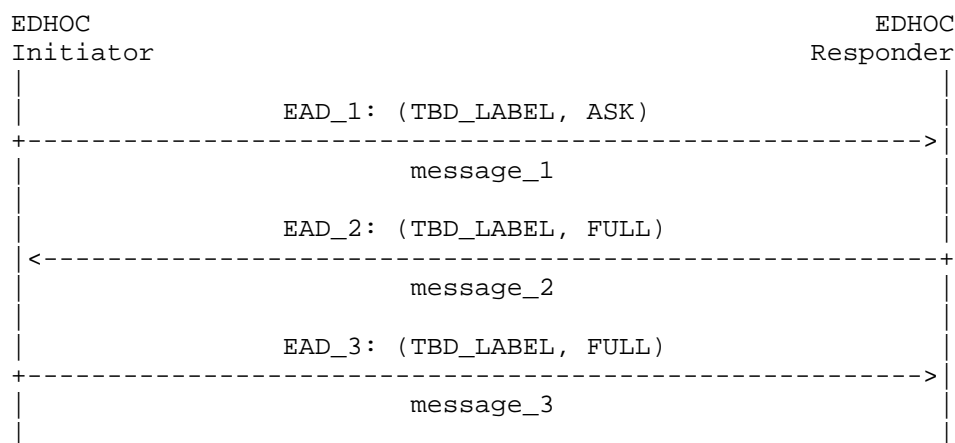 EDHOC EDHOC
Initiator Responder
| |
| EAD_1: (TBD_LABEL, ASK) |
+--------------------------------------------------------->|
| message_1 |
| |
| EAD_2: (TBD_LABEL, FULL) |
|<---------------------------------------------------------+
| message_2 |
| |
| EAD_3: (TBD_LABEL, FULL) |
+--------------------------------------------------------->|
| message_3 |
| |